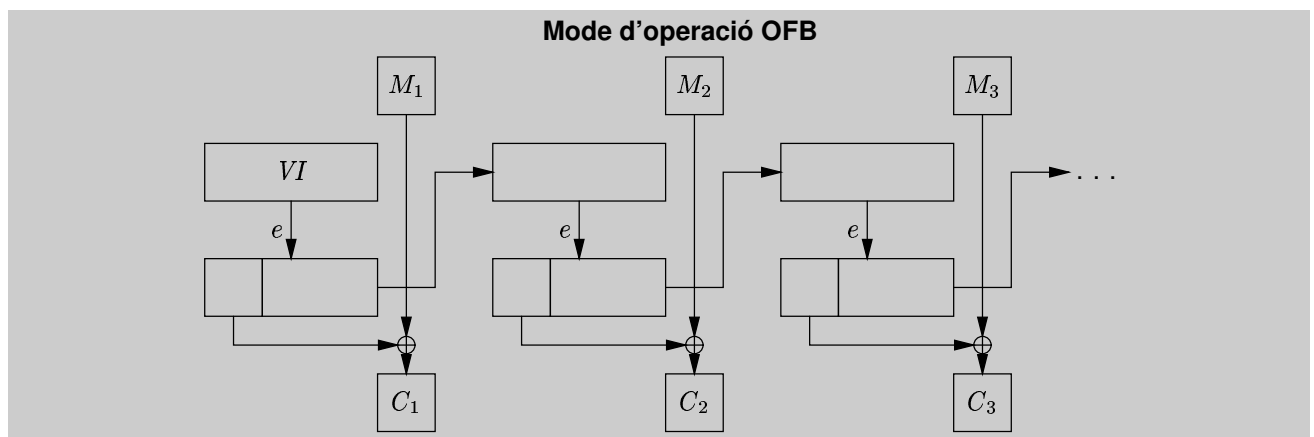 Mode d'operació OFB
M1 M2 M3
VI . . .
e e e
C1 C2 C3